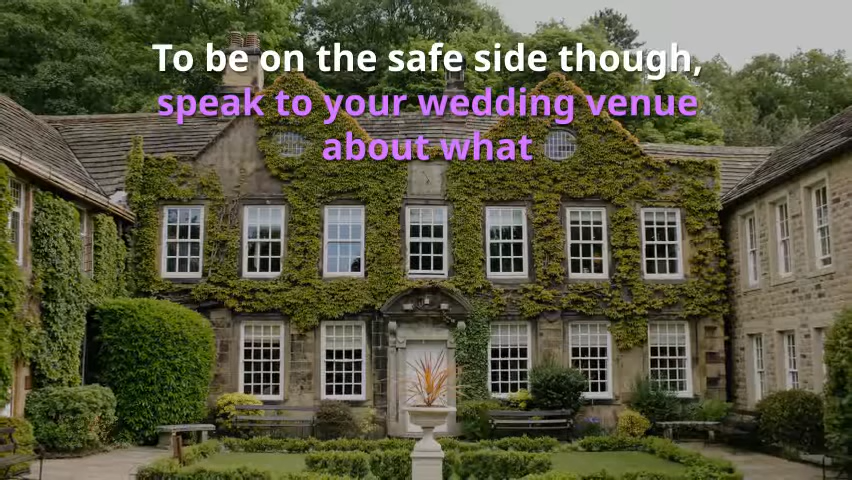 To be on the safe side though,
speak to your wedding venue
about what